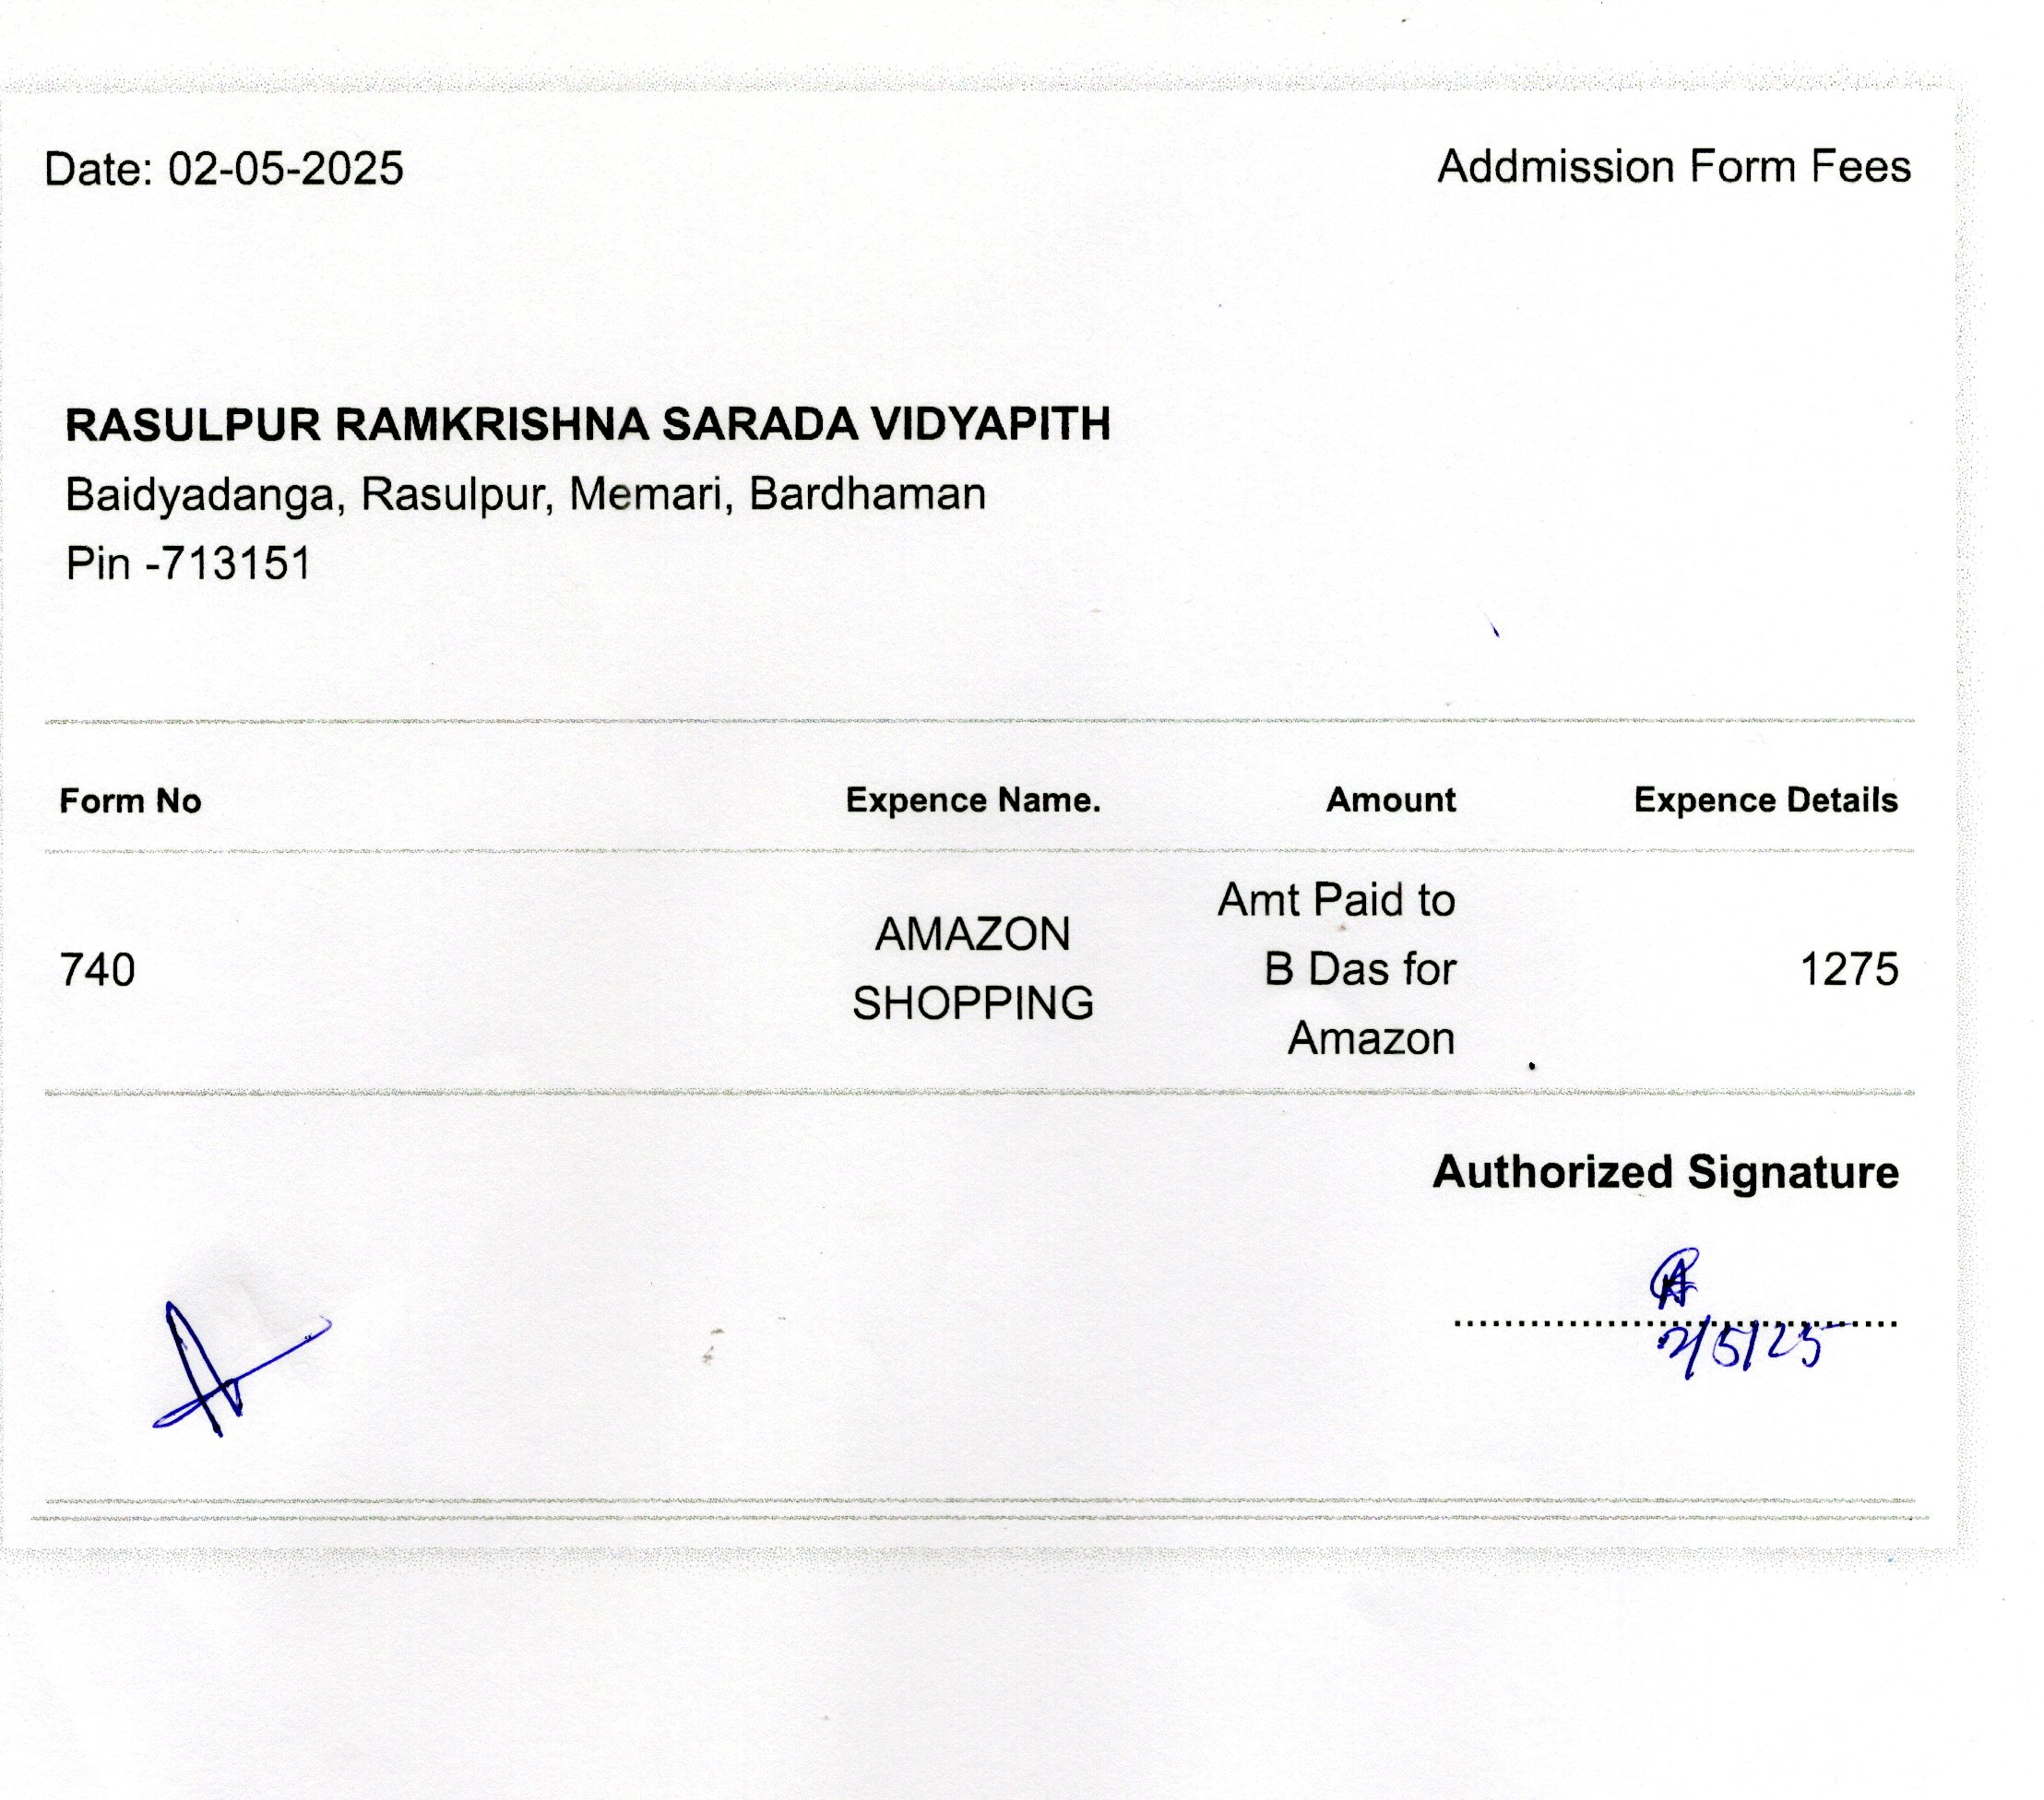 Date: 02-05-2025 Addmission Form Fees
RASULPUR RAMKRISHNA SARADA VIDYAPITH
Baidyadanga, Rasulpur, Memari, Bardhaman
Pin -713151
Form No Expence Name. Amount Expence Details
740 AMAZON SHOPPING Amt Paid to B Das for Amazon 1275
Authorized Signature
2/5/25